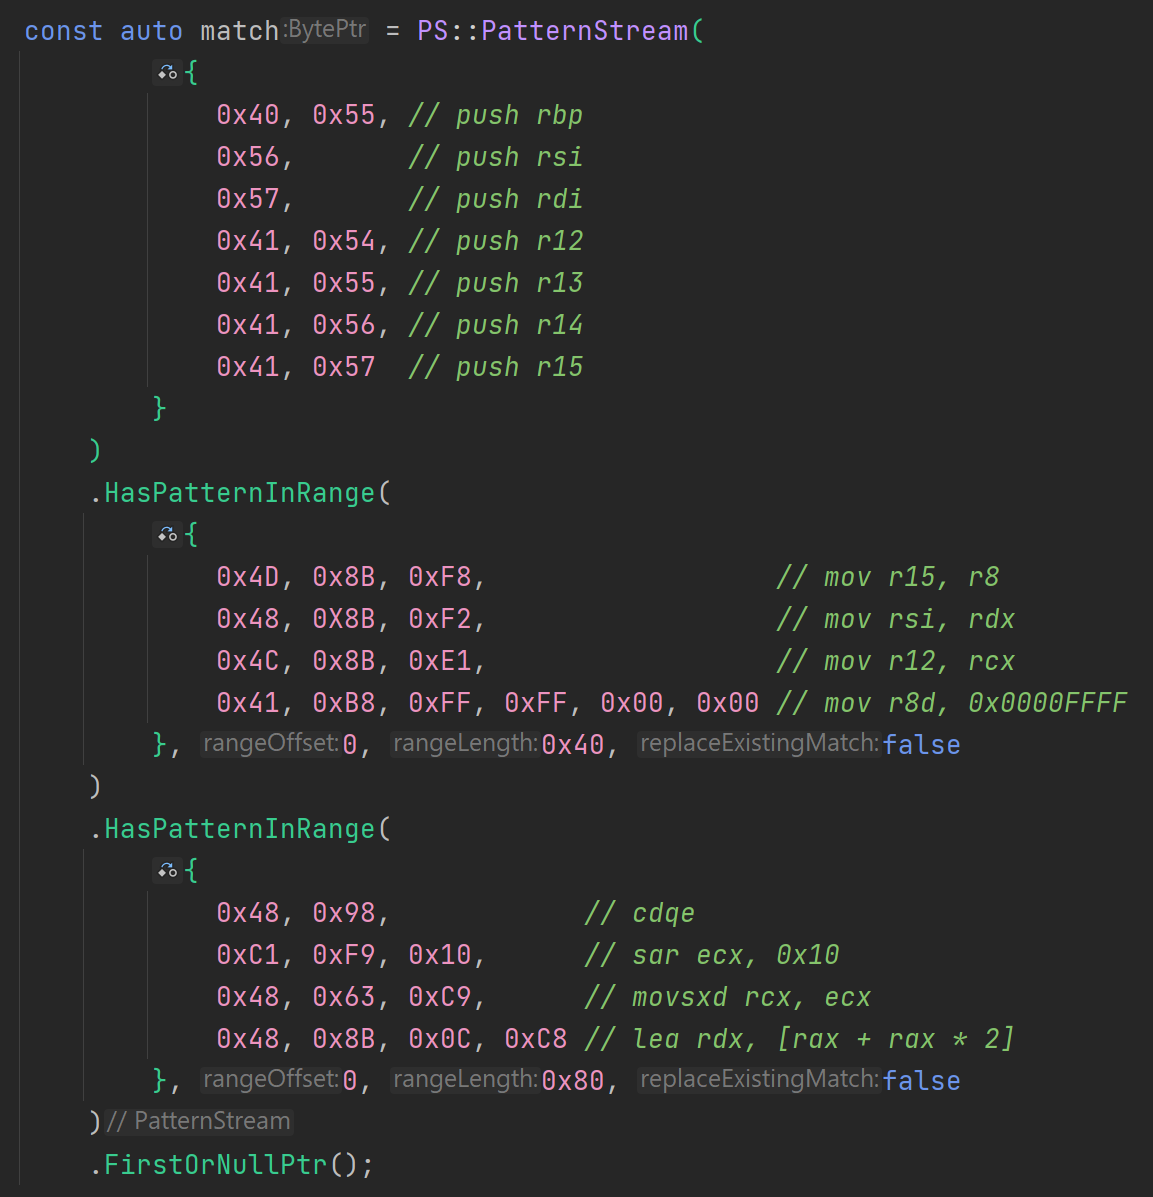 const auto match:BytePtr = PS::PatternStream(
{
0x40, 0x55, // push rbp
0x56, // push rsi
0x57, // push rdi
0x41, 0x54, // push r12
0x41, 0x55, // push r13
0x41, 0x56, // push r14
0x41, 0x57 // push r15
}
)
.HasPatternInRange(
{
0x4D, 0x8B, 0xF8, // mov r15, r8
0x48, 0X8B, 0xF2, // mov rsi, rdx
0x4C, 0x8B, 0xE1, // mov r12, rcx
0x41, 0xB8, 0xFF, 0xFF, 0x00, 0x00 // mov r8d, 0x0000FFFF
}, rangeOffset:0, rangeLength:0x40, replaceExistingMatch:false
)
.HasPatternInRange(
{
0x48, 0x98, // cdqe
0xC1, 0xF9, 0x10, // sar ecx, 0x10
0x48, 0x63, 0xC9, // movsxd rcx, ecx
0x48, 0x8B, 0x0C, 0xC8 // lea rdx, [rax + rax * 2]
}, rangeOffset:0, rangeLength:0x80, replaceExistingMatch:false
)// PatternStream
.FirstOrNullPtr();